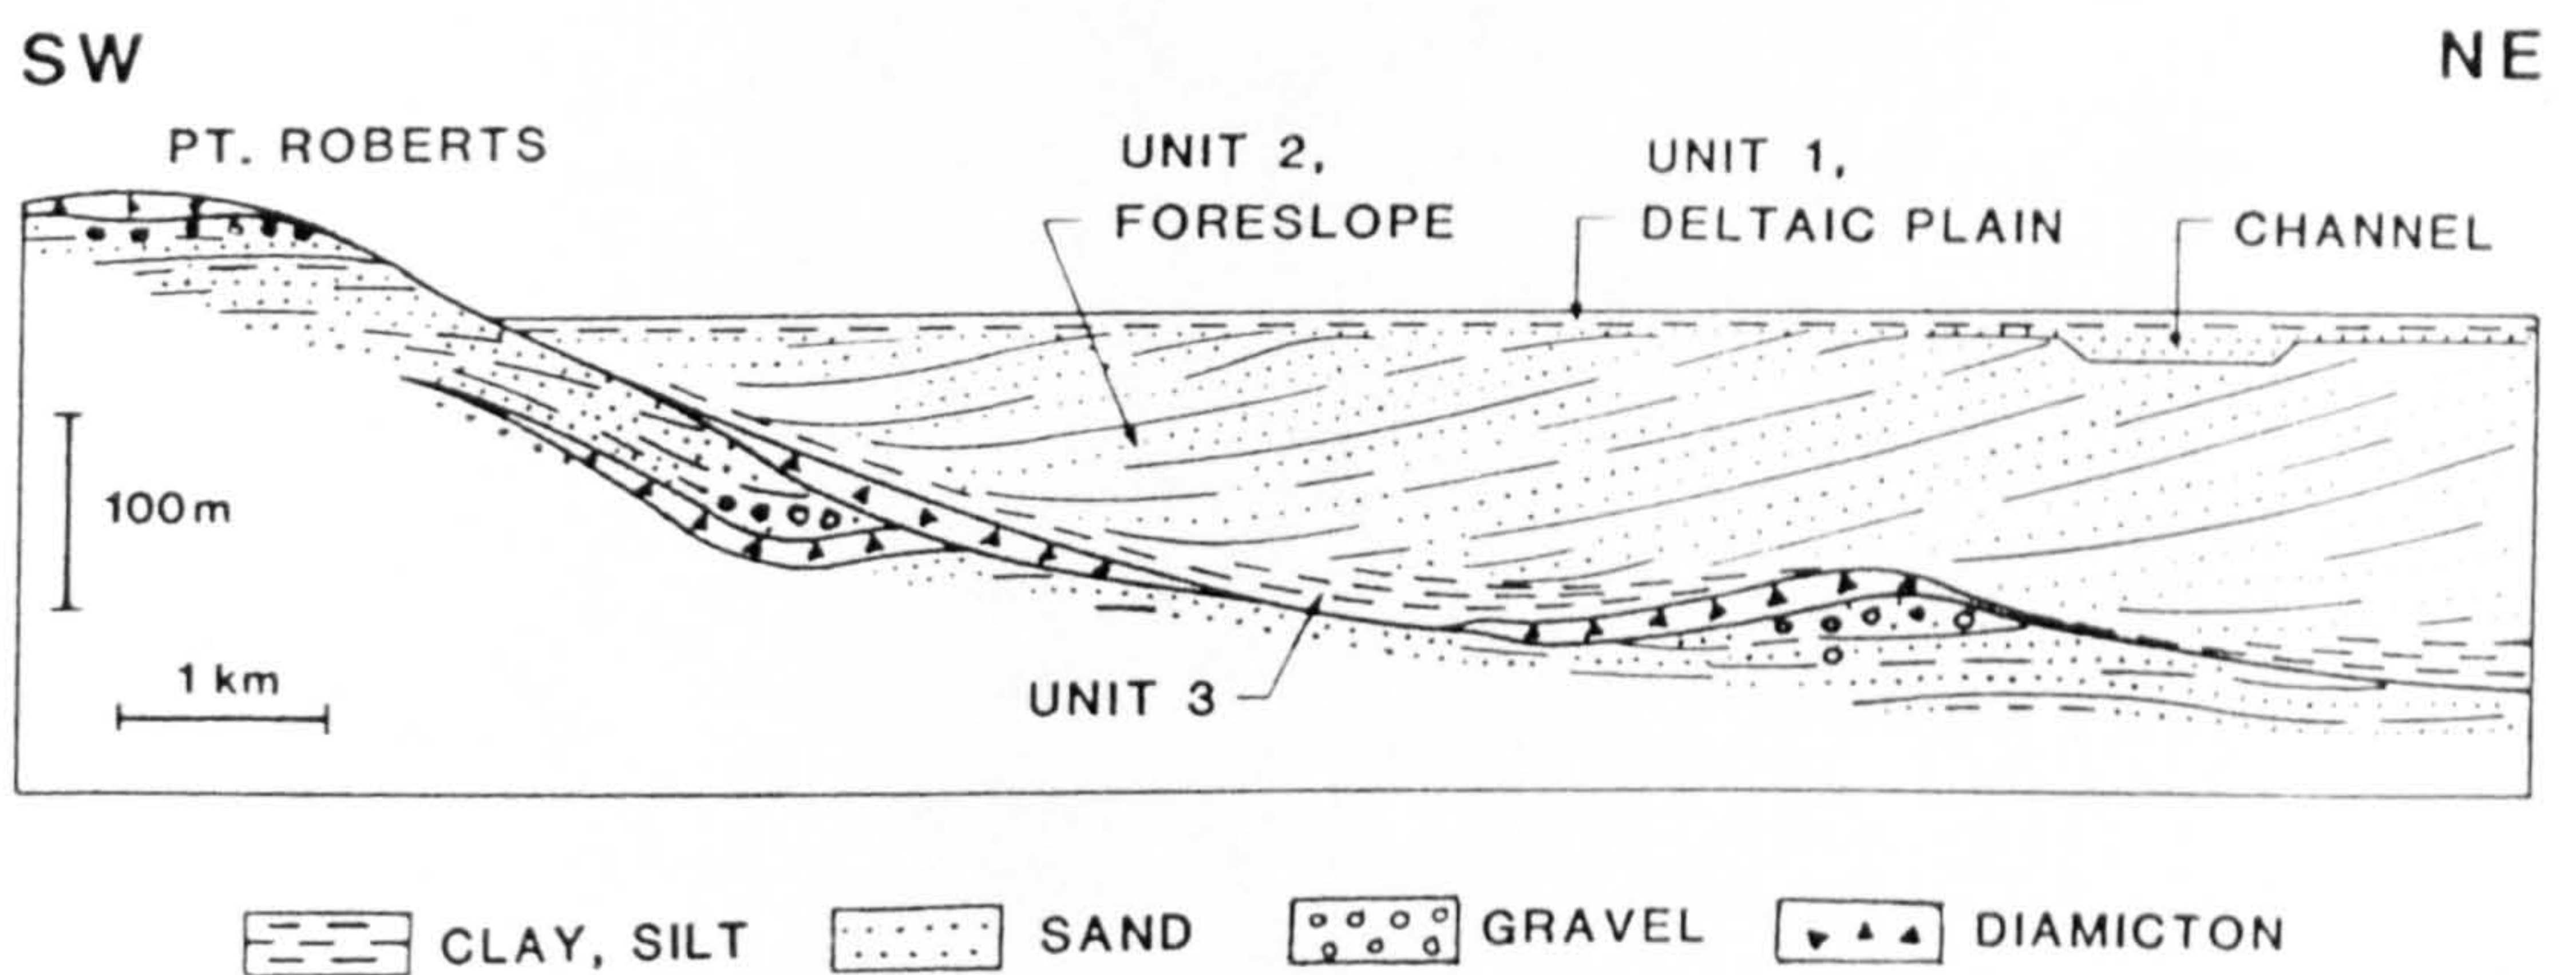 SW
NE
PT. ROBERTS
UNIT 2,
FORESLOPE
UNIT 1,
DELTAIC PLAIN
CHANNEL
100m
1 km
UNIT 3
CLAY, SILT
SAND
GRAVEL
DIAMICTON